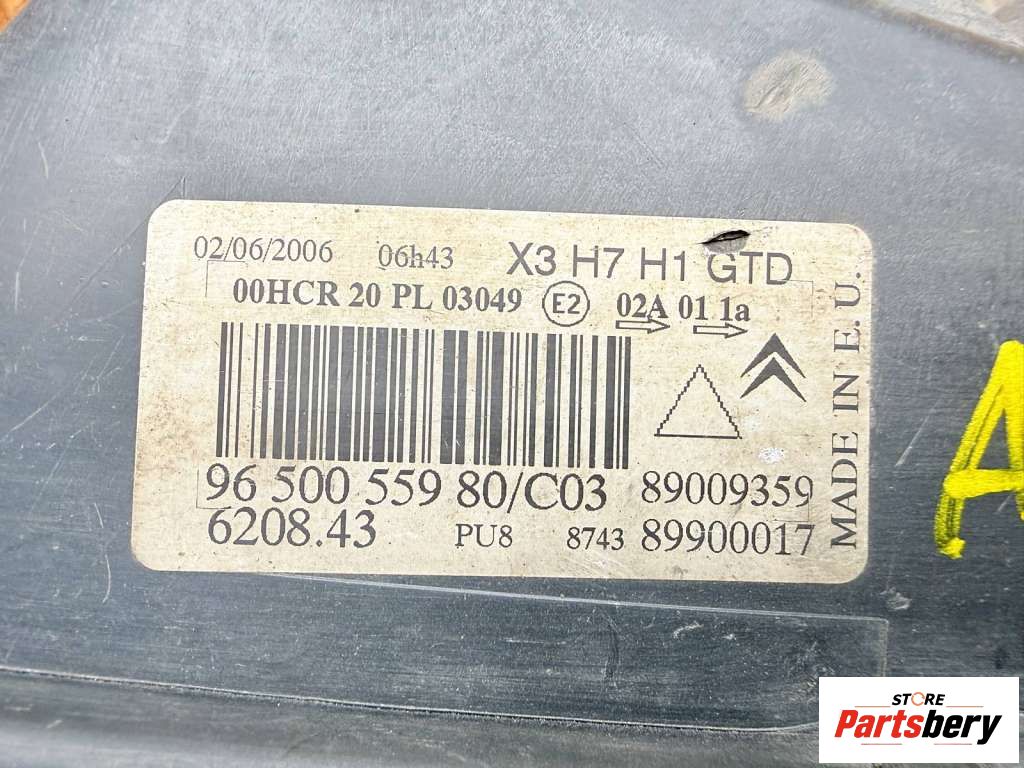 02/06/2006 06h43 X3 H7 H1 GTD
00HCR 20 PL 03049 E2 02A 01 1a
96 500 559 80/C03 89009359
6208.43 PU8 8743 89900017
MADE IN E. U.
A
STORE
Partsbery